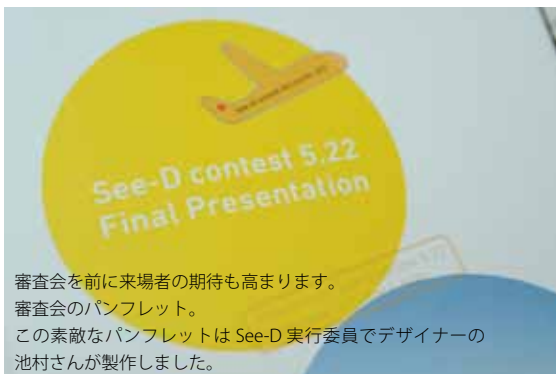 See-D contest 5.22
Final Presentation
審査会を前に来場者の期待も高まります。
審査会のパンフレット。
この素敵なパンフレットは See-D 実行委員でデザイナーの
池村さんが製作しました。